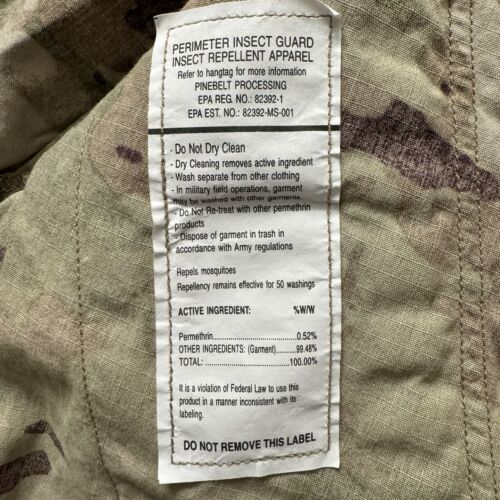 PERIMETER INSECT GUARD
INSECT REPELLENT APPAREL
Refer to hangtag for more information
PINEBELT PROCESSING
EPA REG. NO.: 82392-1
EPA EST. NO.: 82392-MS-001
- Do Not Dry Clean
- Dry Cleaning removes active ingredient
- Wash separate from other clothing
- In military field operations, garment
may be washed with other garments.
- Do Not Re-treat with other permethrin
products
- Dispose of garment in trash in
accordance with Army regulations
Repels mosquitoes
Repellency remains effective for 50 washings
ACTIVE INGREDIENT: %W/W
Permethrin..................................0.52%
OTHER INGREDIENTS: (Garment)........99.48%
TOTAL: ....................................100.00%
It is a violation of Federal Law to use this
product in a manner inconsistent with its
labeling.
DO NOT REMOVE THIS LABEL